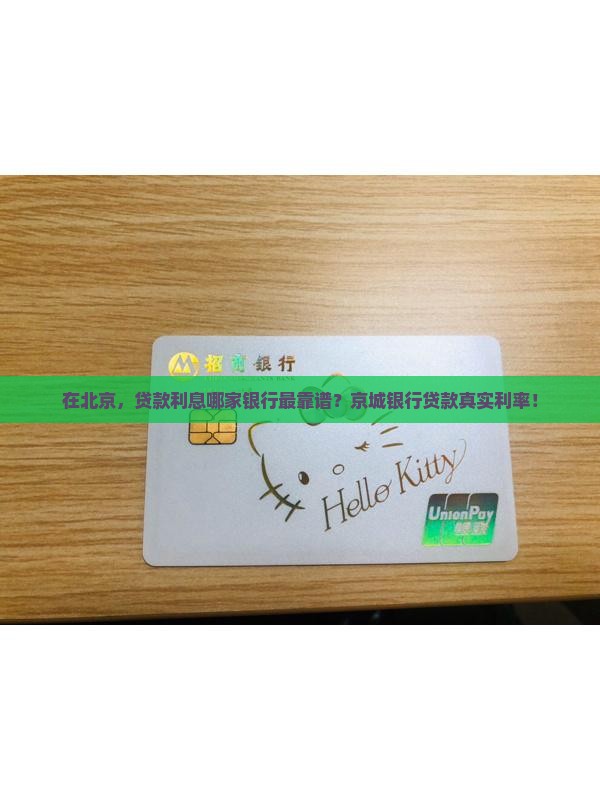 招商银行
在北京，贷款利息哪家银行最靠谱？京城银行贷款真实利率！
Hello Kitty
UnionPay
银联